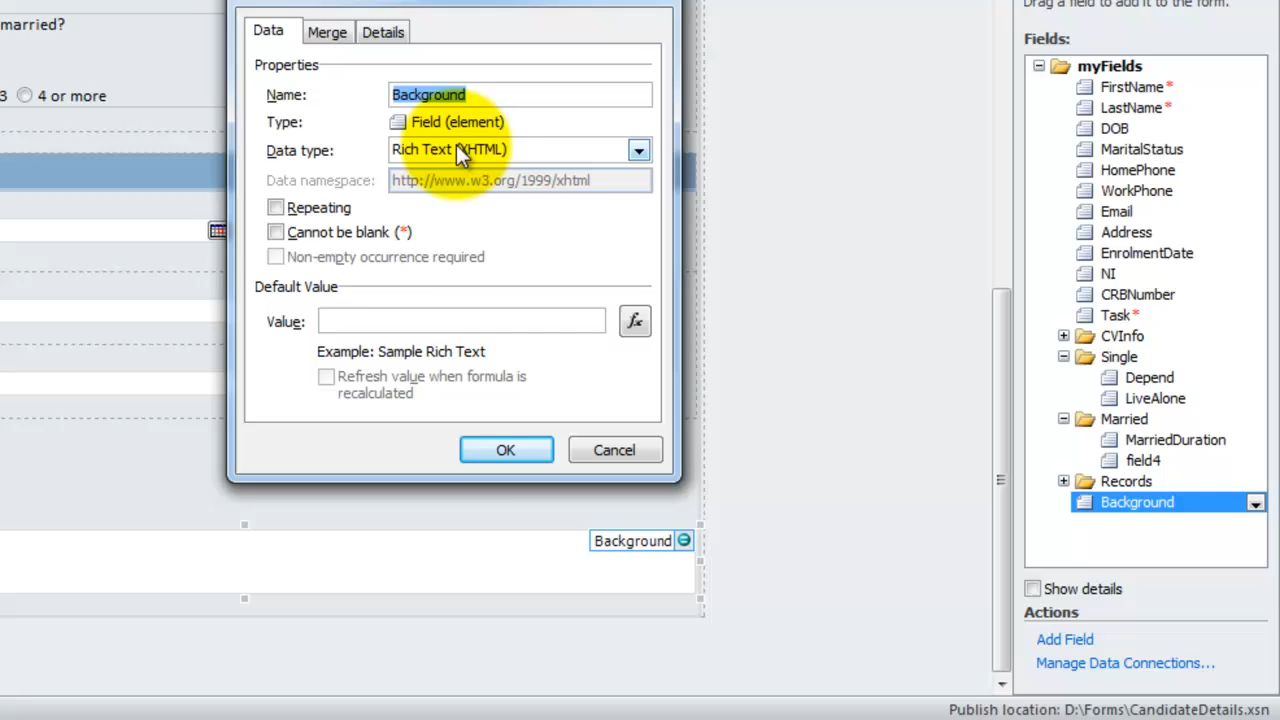 Drag a field to add it to the form.
married?
3 4 or more
Data Merge Details
Properties
Name: Background
Type: Field (element)
Data type: Rich Text (XHTML)
Data namespace: http://www.w3.org/1999/xhtml
Repeating
Cannot be blank (*)
Non-empty occurrence required
Default Value
Value: fx
Example: Sample Rich Text
Refresh value when formula is
recalculated
OK Cancel
Background
Fields:
myFields
FirstName*
LastName*
DOB
MaritalStatus
HomePhone
WorkPhone
Email
Address
EnrolmentDate
NI
CRBNumber
Task*
CVInfo
Single
Depend
LiveAlone
Married
MarriedDuration
field4
Records
Background
Show details
Actions
Add Field
Manage Data Connections...
Publish location: D:\Forms\CandidateDetails.xsn